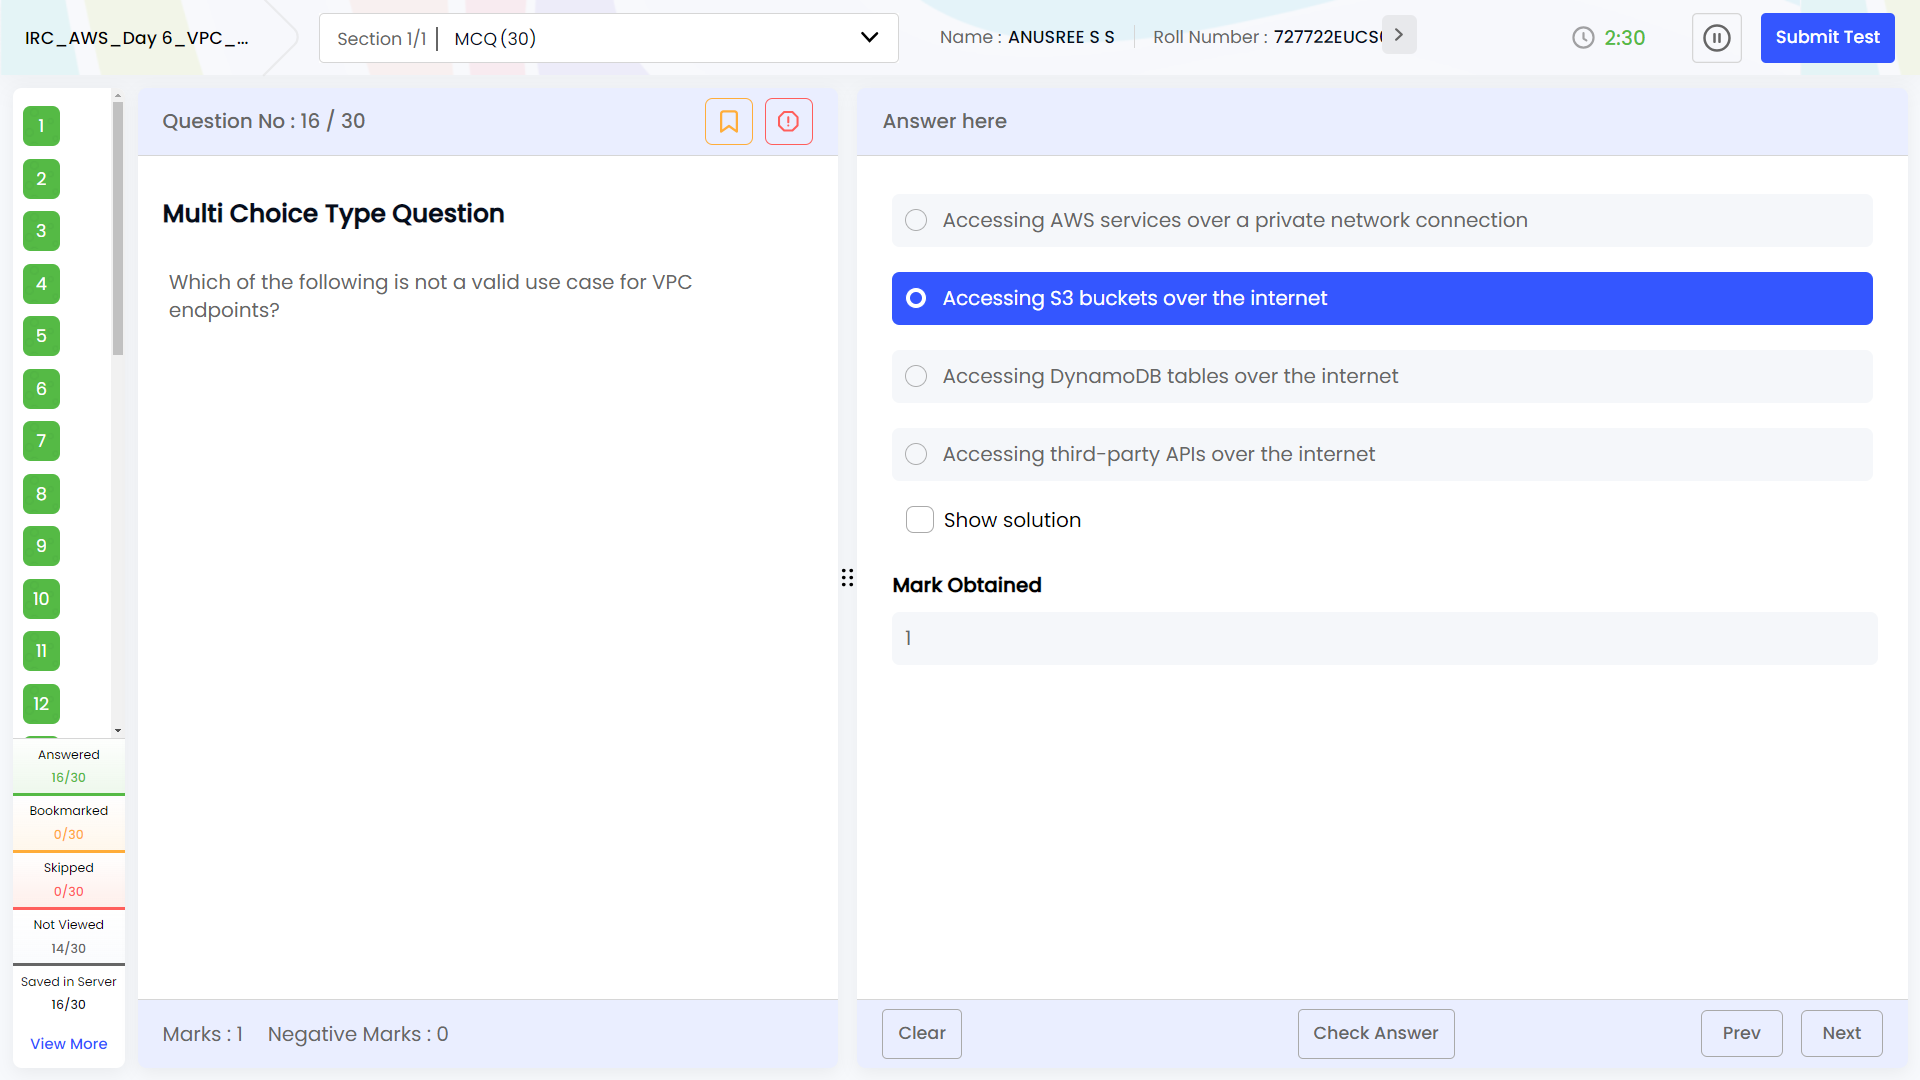 IRC_AWS_Day 6_VPC_...
Section 1/1 | MCQ (30)
Name : ANUSREE S S
Roll Number : 727722EUCS
2:30
Submit Test
1
2
3
4
5
6
7
8
9
10
11
12
Answered
16/30
Bookmarked
0/30
Skipped
0/30
Not Viewed
14/30
Saved in Server
16/30
View More
Question No : 16 / 30
Multi Choice Type Question
Which of the following is not a valid use case for VPC
endpoints?
Marks : 1 Negative Marks : 0
Answer here
Accessing AWS services over a private network connection
Accessing S3 buckets over the internet
Accessing DynamoDB tables over the internet
Accessing third-party APIs over the internet
Show solution
Mark Obtained
1
Clear
Check Answer
Prev
Next